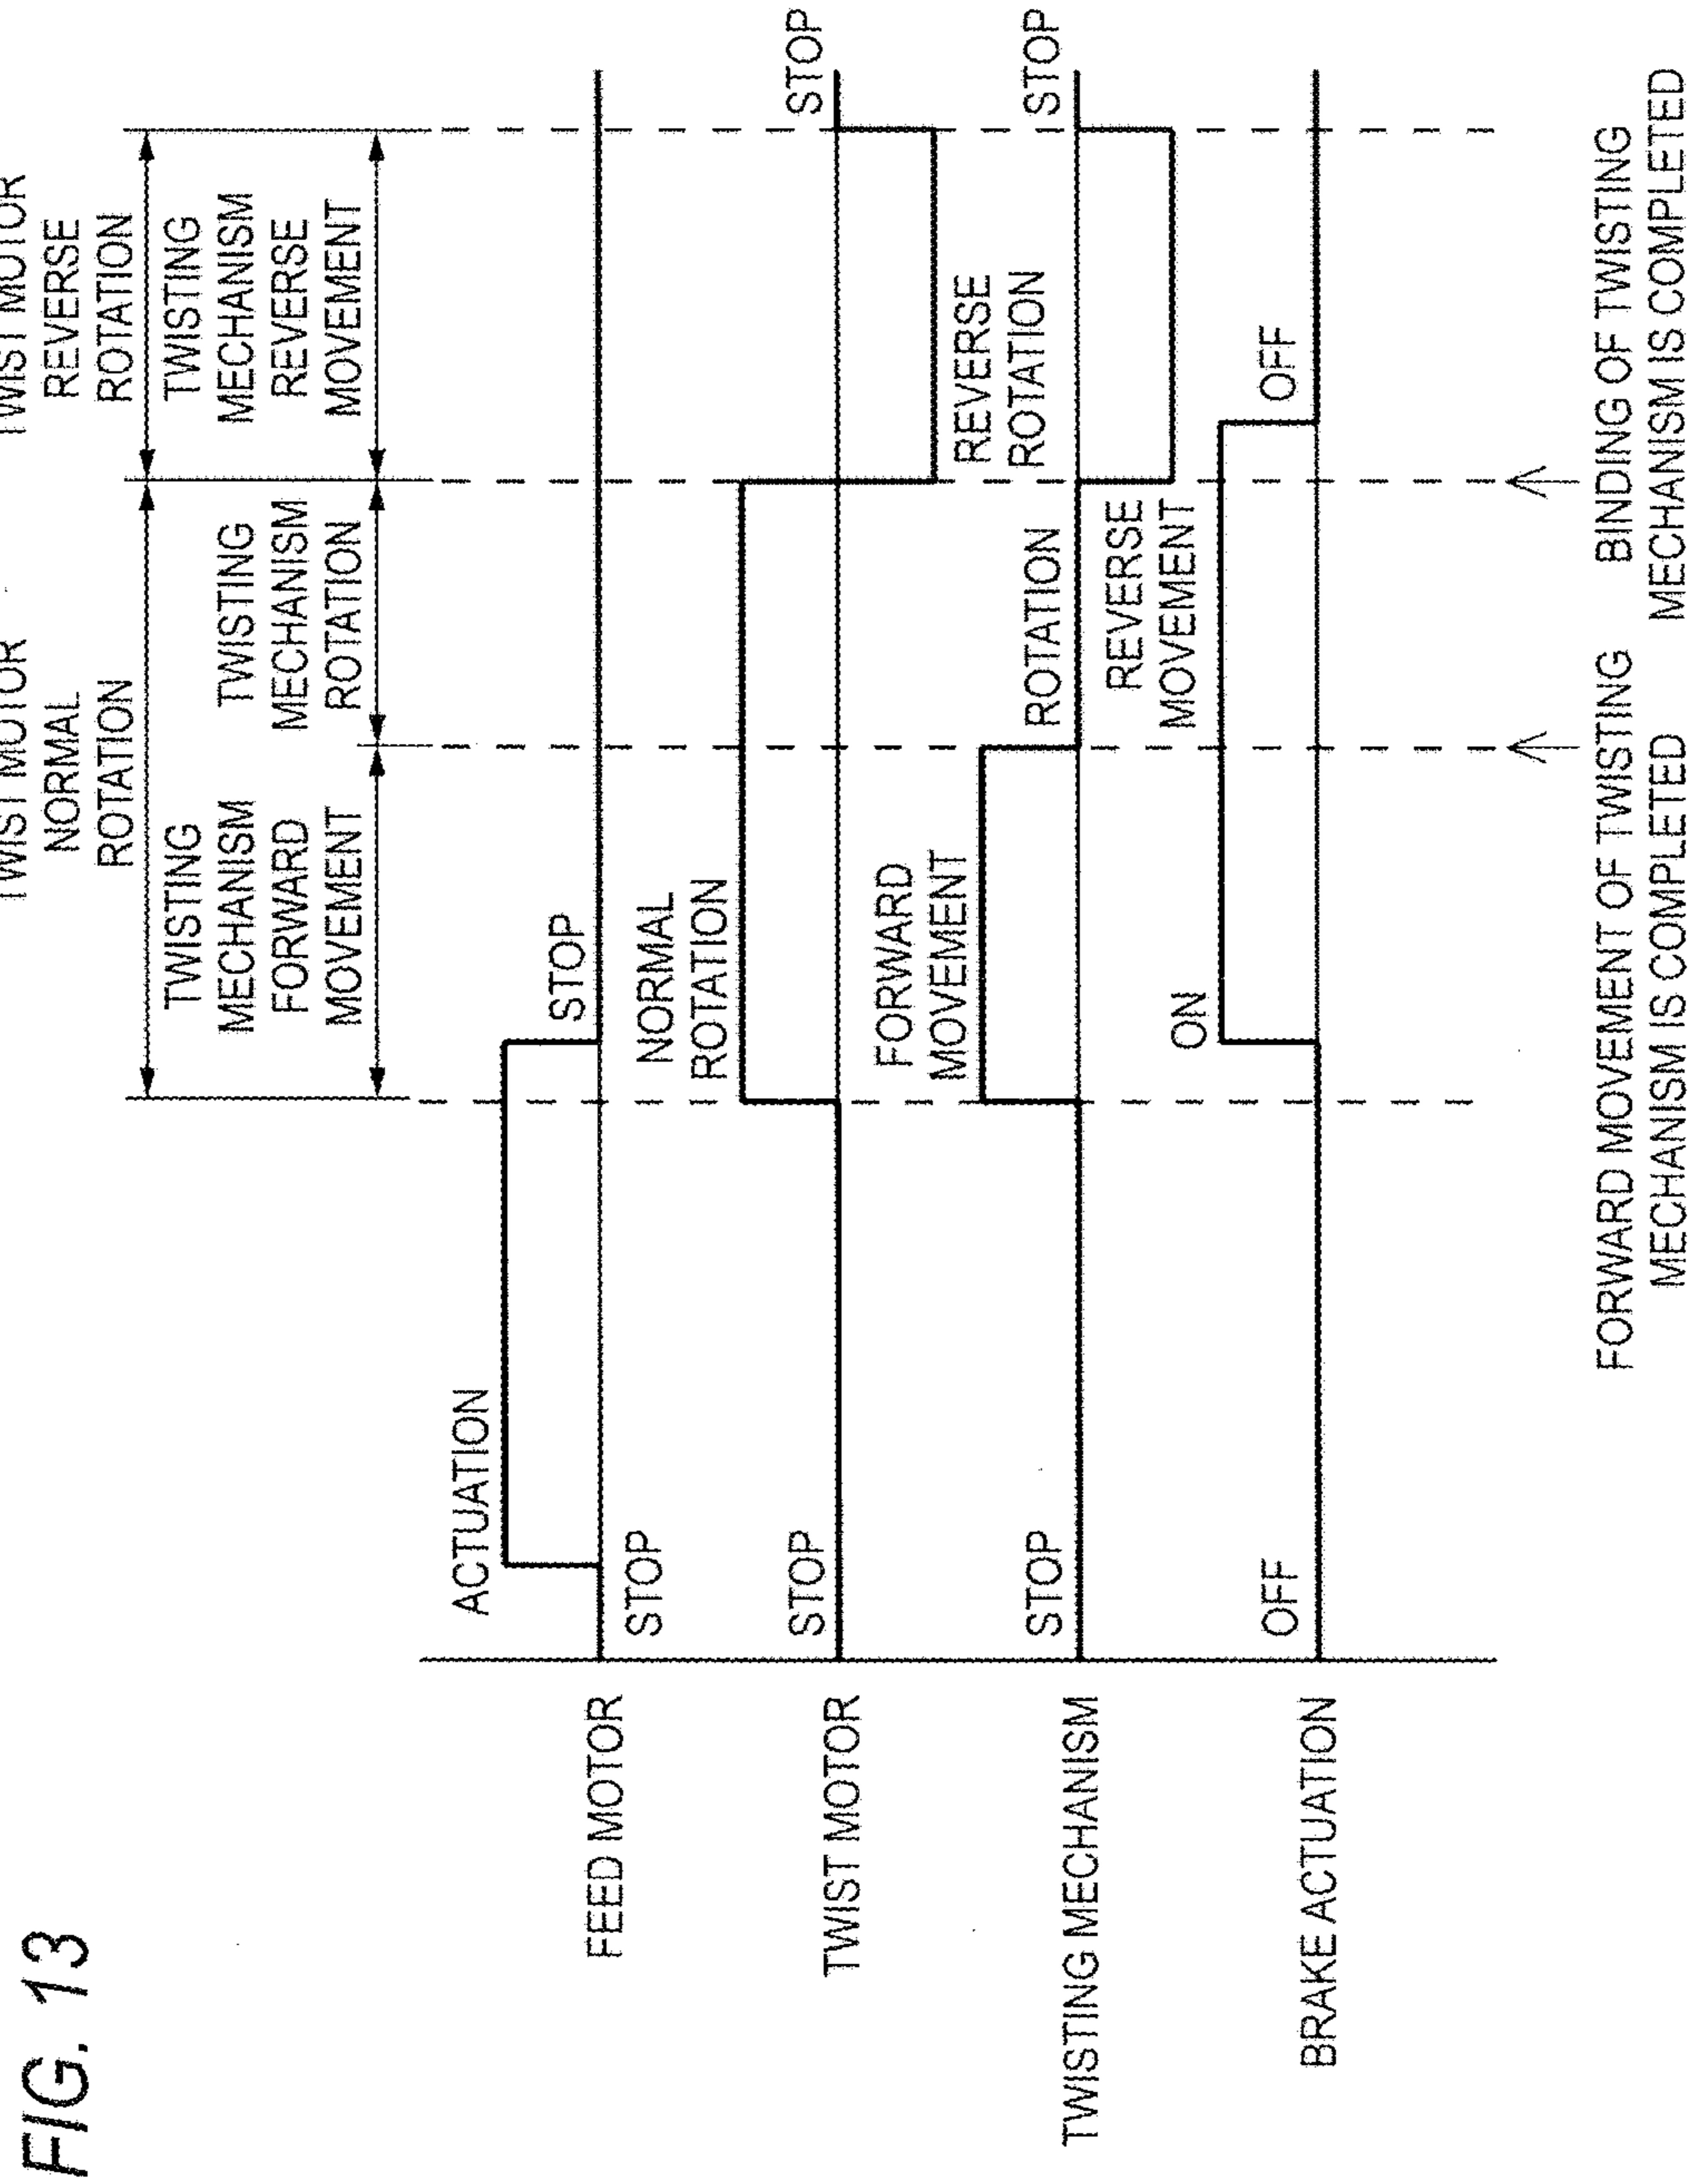 FIG. 13
TWIST MOTOR
NORMAL
ROTATION
TWIST MOTOR
REVERSE
ROTATION
TWISTING
MECHANISM
FORWARD
MOVEMENT
TWISTING
MECHANISM
ROTATION
TWISTING
MECHANISM
REVERSE
MOVEMENT
FEED MOTOR
STOP
ACTUATION
STOP
TWIST MOTOR
STOP
NORMAL
ROTATION
REVERSE
ROTATION
STOP
TWISTING MECHANISM
STOP
FORWARD
MOVEMENT
ROTATION
REVERSE
MOVEMENT
STOP
BRAKE ACTUATION
OFF
ON
OFF
FORWARD MOVEMENT OF TWISTING
MECHANISM IS COMPLETED
BINDING OF TWISTING
MECHANISM IS COMPLETED